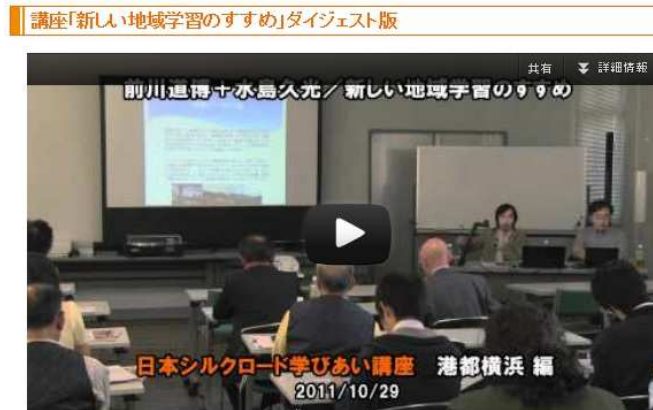 講座「新しい地域学習のすすめ」ダイジェスト版
共有 詳細情報
前川道博+水島久光/新しい地域学習のすすめ
日本シルクロード学びあい講座 港都横浜 編
2011/10/29